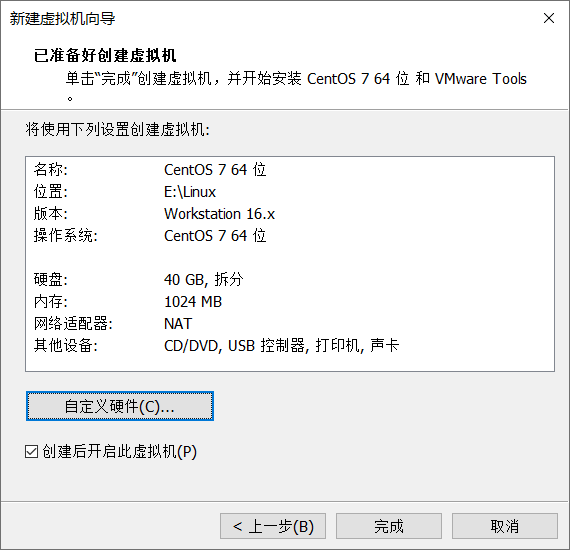 新建虚拟机向导
已准备好创建虚拟机
单击“完成”创建虚拟机，并开始安装 CentOS 7 64 位 和 VMware Tools
。
将使用下列设置创建虚拟机:
名称: CentOS 7 64 位
位置: E:\Linux
版本: Workstation 16.x
操作系统: CentOS 7 64 位
硬盘: 40 GB, 拆分
内存: 1024 MB
网络适配器: NAT
其他设备: CD/DVD, USB 控制器, 打印机, 声卡
自定义硬件(C)...
创建后开启此虚拟机(P)
< 上一步(B) 完成 取消